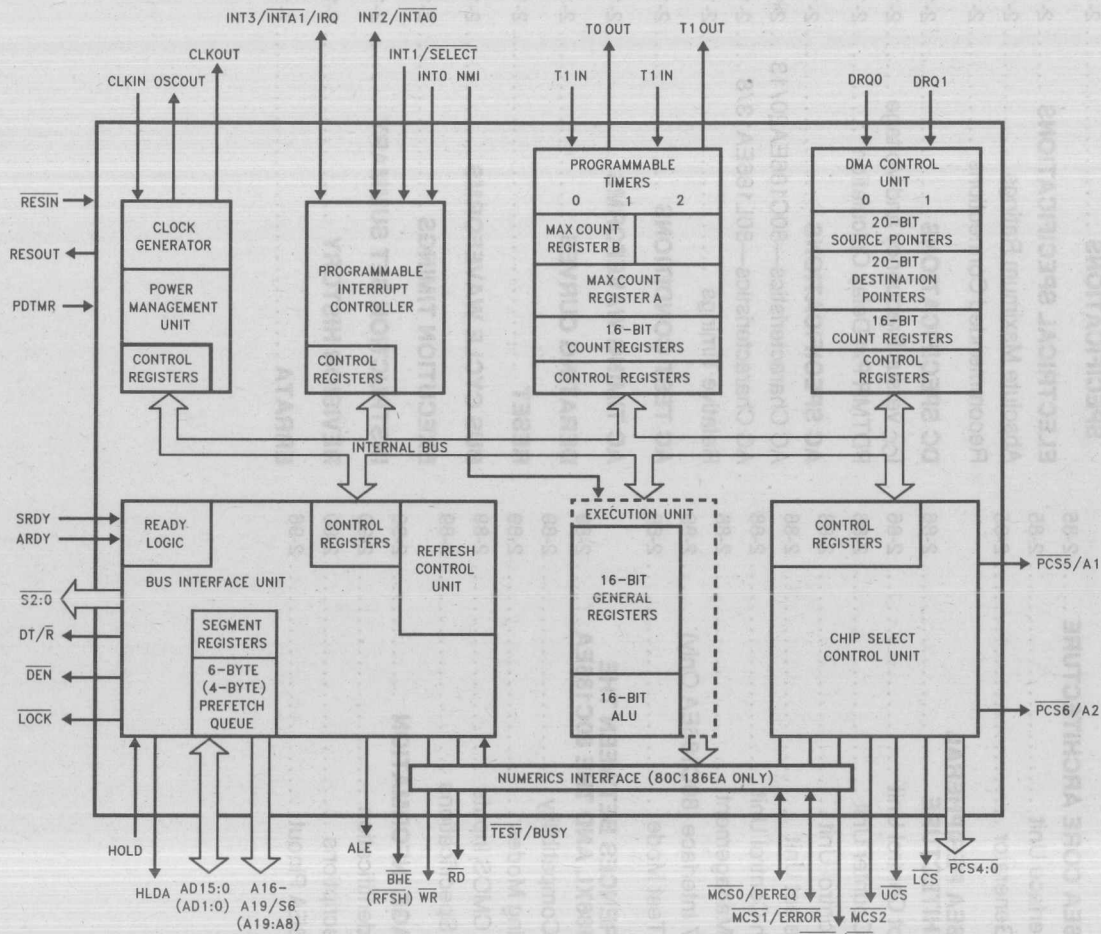 INT3/INTA1/IRQ
INT2/INTA0
CLKOUT
INT1/SELECT
T0 OUT
T1 OUT
CLKIN OSCOUT
INT0 NMI
T1 IN
T1 IN
DRQ0
DRQ1
RESIN
RESOUT
PDTMR
CLOCK
GENERATOR
POWER
MANAGEMENT
UNIT
CONTROL
REGISTERS
PROGRAMMABLE
INTERRUPT
CONTROLLER
CONTROL
REGISTERS
PROGRAMMABLE
TIMERS
0 1 2
MAX COUNT
REGISTER B
MAX COUNT
REGISTER A
16-BIT
COUNT REGISTERS
CONTROL REGISTERS
DMA CONTROL
UNIT
0 1
20-BIT
SOURCE POINTERS
20-BIT
DESTINATION
POINTERS
16-BIT
COUNT REGISTERS
CONTROL
REGISTERS
INTERNAL BUS
SRDY
ARDY
S2:0
DT/R
DEN
LOCK
READY
LOGIC
BUS INTERFACE UNIT
CONTROL
REGISTERS
REFRESH
CONTROL
UNIT
SEGMENT
REGISTERS
6-BYTE
(4-BYTE)
PREFETCH
QUEUE
EXECUTION UNIT
16-BIT
GENERAL
REGISTERS
16-BIT
ALU
CONTROL
REGISTERS
CHIP SELECT
CONTROL UNIT
PCS5/A1
PCS6/A2
NUMERICS INTERFACE (80C186EA ONLY)
HOLD
HLDA
AD15:0
(AD1:0)
A16-
A19/S6
(A19:A8)
ALE
BHE
(RFSH)
WR
RD
TEST/BUSY
MCS0/PEREQ
MCS1/ERROR
MCS2
UCS
LCS
PCS4:0